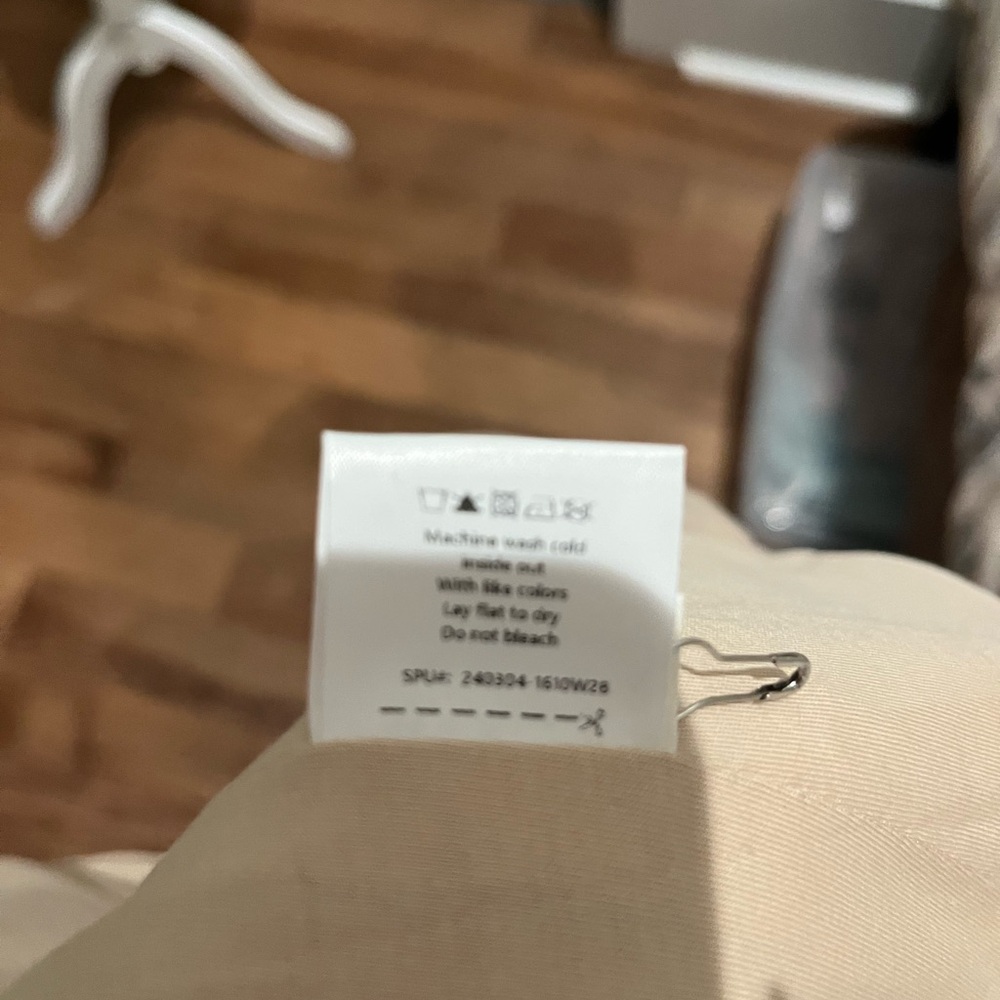 Machine wash cold
inside out
With like colors
Lay flat to dry
Do not bleach
SPU#: 240304-1610W28